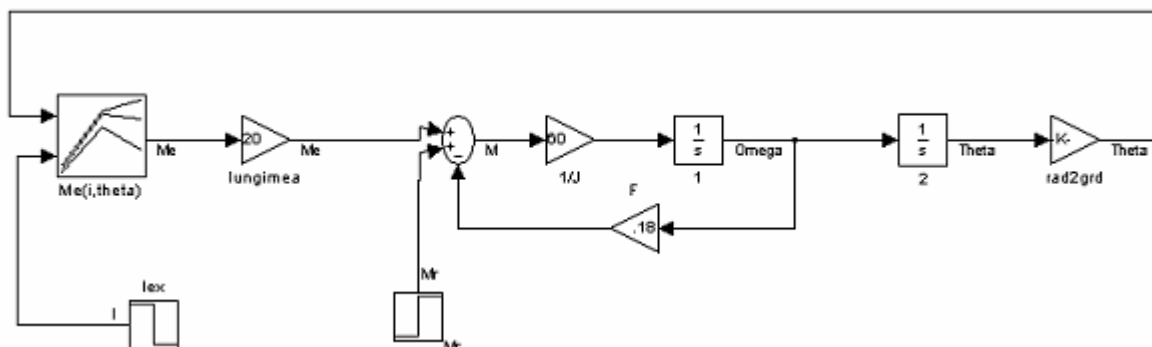 20
+
+
−
60
1
s
1
s
K-
Me
Me
M
Omega
Theta
Theta
Me(i,theta)
lungimea
1/J
1
2
rad2grd
F
.18
Iex
I
Mr
Mr